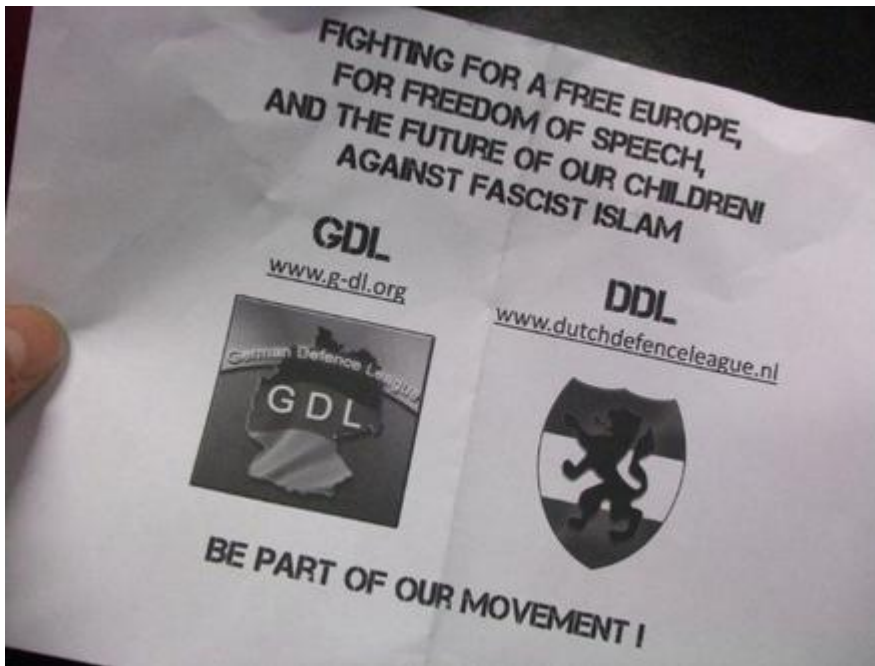 FIGHTING FOR A FREE EUROPE,
FOR FREEDOM OF SPEECH,
AND THE FUTURE OF OUR CHILDREN!
AGAINST FASCIST ISLAM
GDL
www.g-dl.org
German Defence League
GDL
DDL
www.dutchdefenceleague.nl
BE PART OF OUR MOVEMENT !